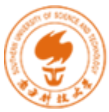 SOUTHERN UNIVERSITY OF SCIENCE AND TECHNOLOGY
南方科技大学